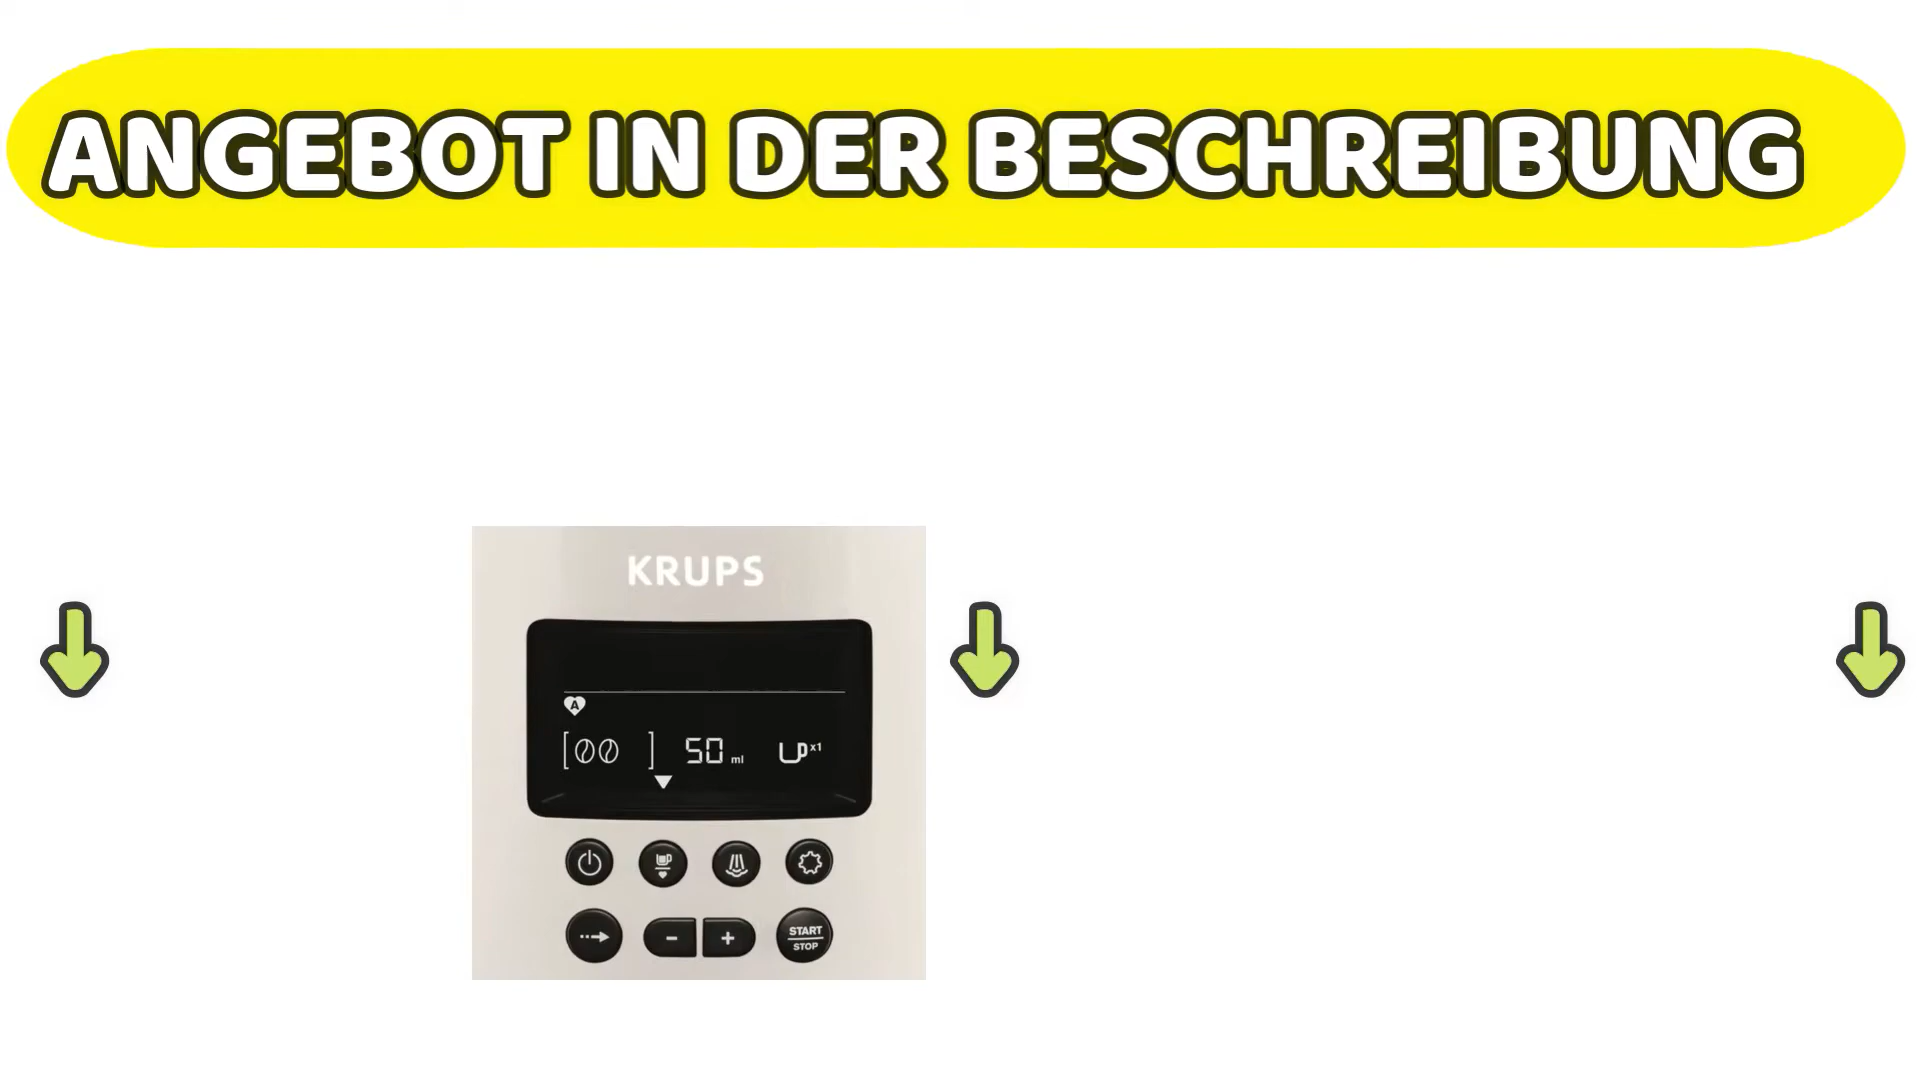 ANGEBOT IN DER BESCHREIBUNG
KRUPS
A
50 ml x1
START
STOP